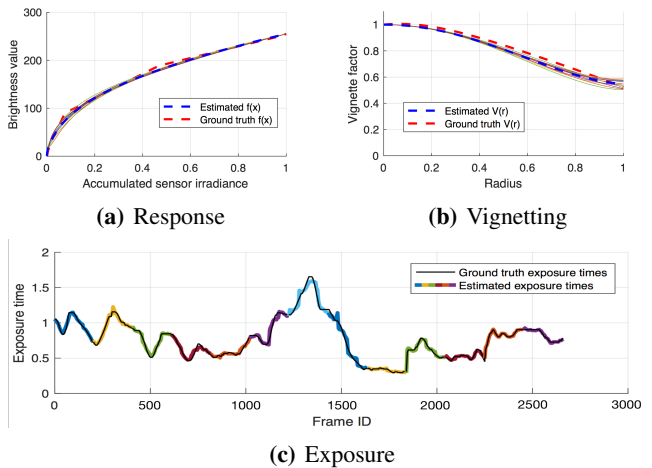 300
200
100
0
Brightness value
Estimated f(x)
Ground truth f(x)
0 0.2 0.4 0.6 0.8 1
Accumulated sensor irradiance
(a) Response
1
0.8
0.6
0.4
0.2
0
Vignette factor
Estimated V(r)
Ground truth V(r)
0 0.2 0.4 0.6 0.8 1
Radius
(b) Vignetting
2
1.5
1
0.5
0
Exposure time
Ground truth exposure times
Estimated exposure times
0 500 1000 1500 2000 2500 3000
Frame ID
(c) Exposure